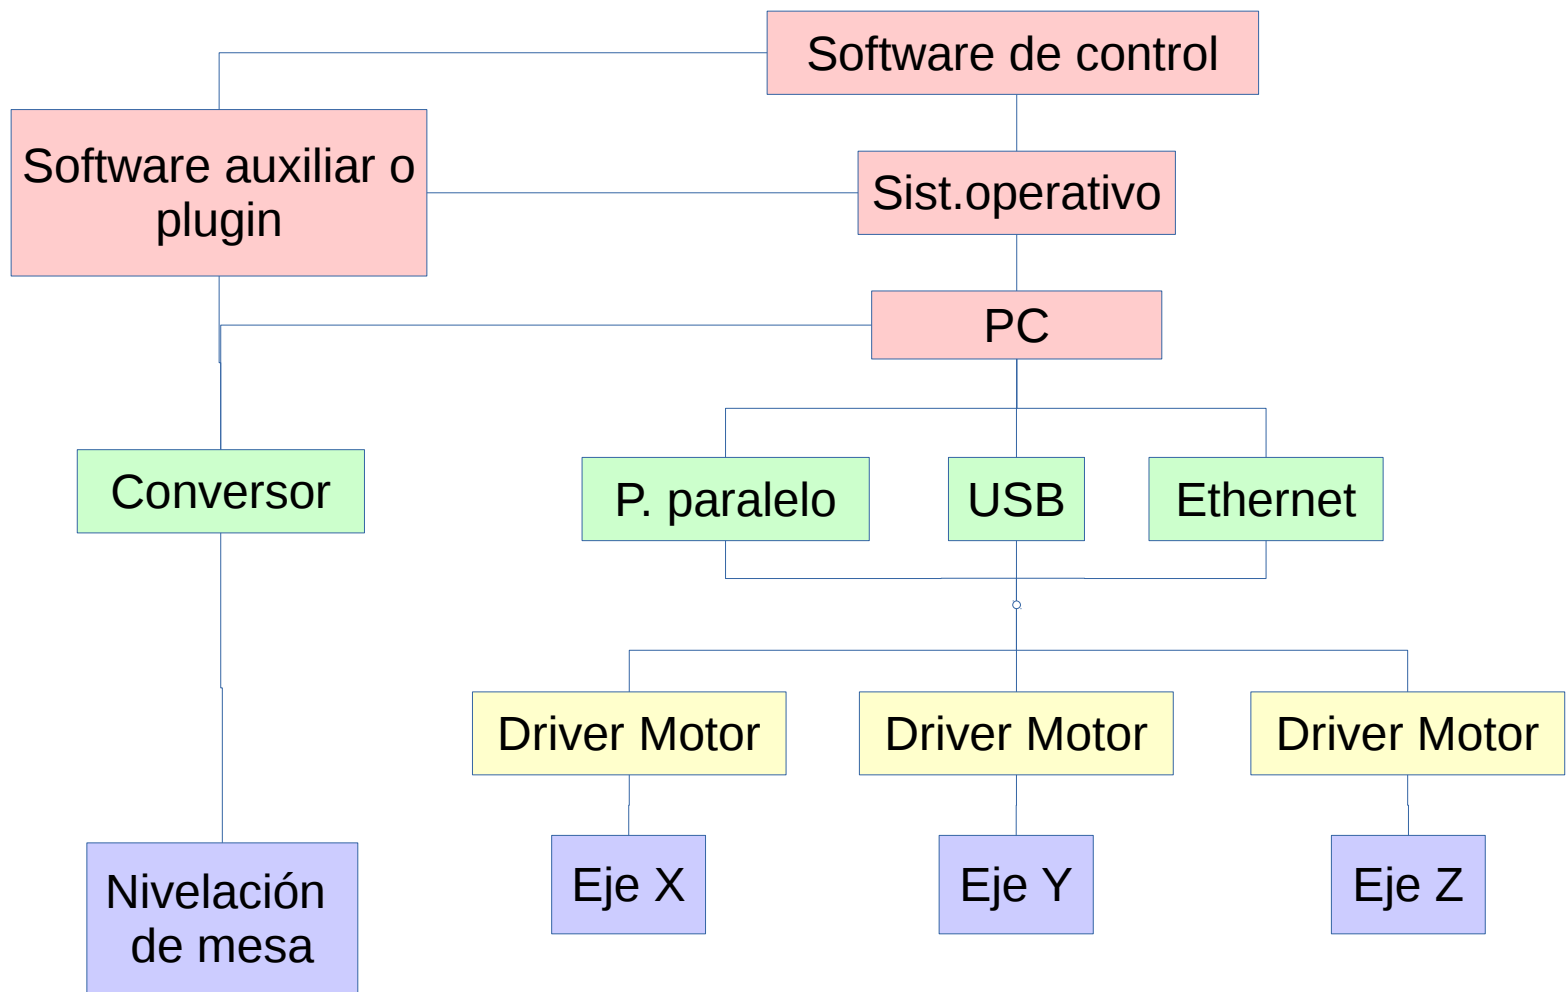 Software de control
Software auxiliar o
plugin
Sist.operativo
PC
Conversor
P. paralelo
USB
Ethernet
Driver Motor
Driver Motor
Driver Motor
Eje X
Eje Y
Eje Z
Nivelación
de mesa